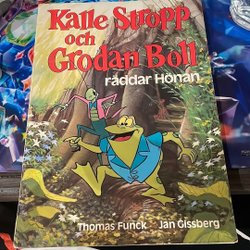 Kalle Stropp
och
Grodan Boll
räddar Hönan
Thomas Funck Jan Gissberg